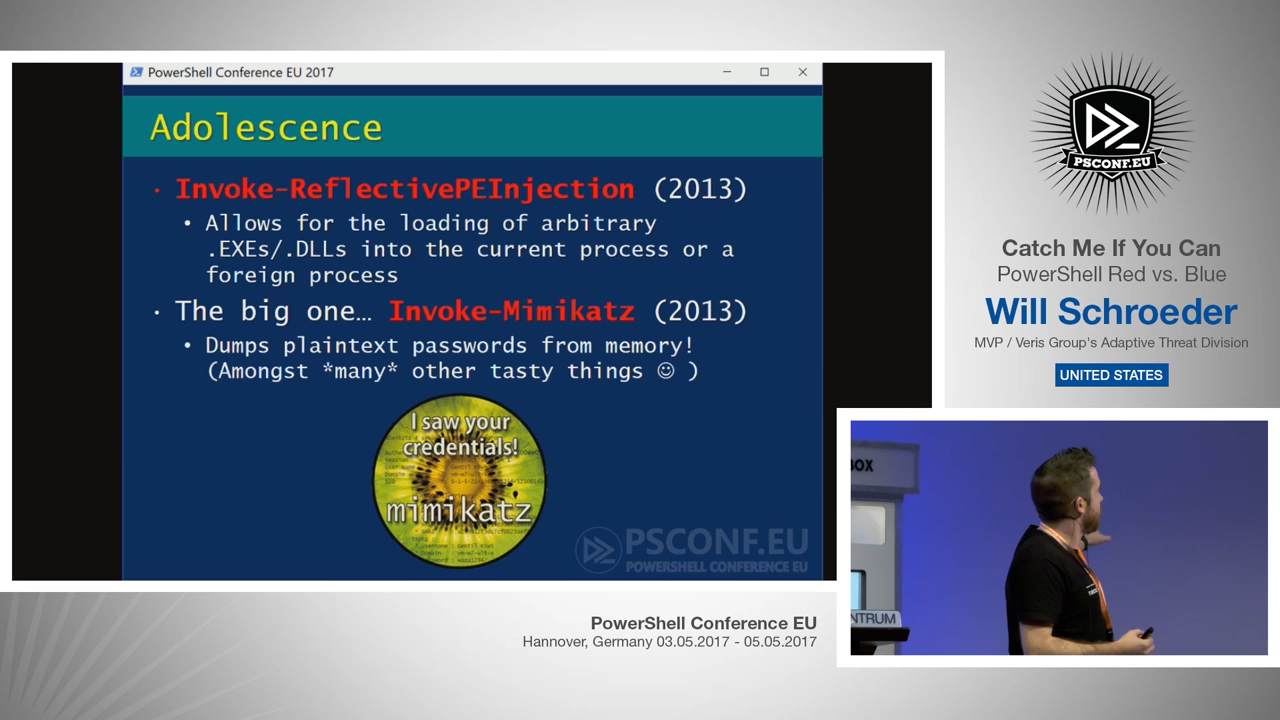 PowerShell Conference EU 2017
Adolescence
• Invoke-ReflectivePEInjection (2013)
• Allows for the loading of arbitrary
.EXEs/.DLLs into the current process or a
foreign process
• The big one… Invoke-Mimikatz (2013)
• Dumps plaintext passwords from memory!
(Amongst *many* other tasty things ☺ )
I saw your
credentials!
mimikatz
PSCONF.EU
POWERSHELL CONFERENCE EU
PSCONF.EU
Catch Me If You Can
PowerShell Red vs. Blue
Will Schroeder
MVP / Veris Group's Adaptive Threat Division
UNITED STATES
BOX
NTRUM
PowerShell Conference EU
Hannover, Germany 03.05.2017 - 05.05.2017